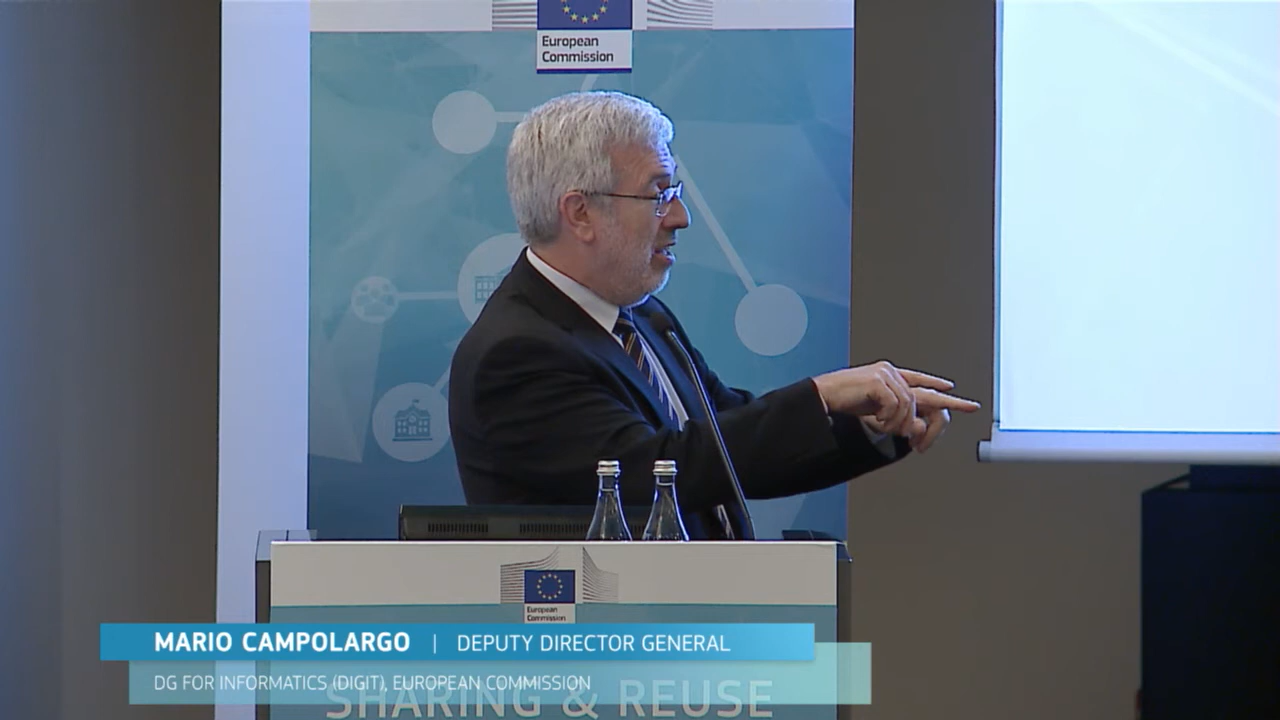 European
Commission
European
Commission
MARIO CAMPOLARGO | DEPUTY DIRECTOR GENERAL
DG FOR INFORMATICS (DIGIT), EUROPEAN COMMISSION
SHARING & REUSE